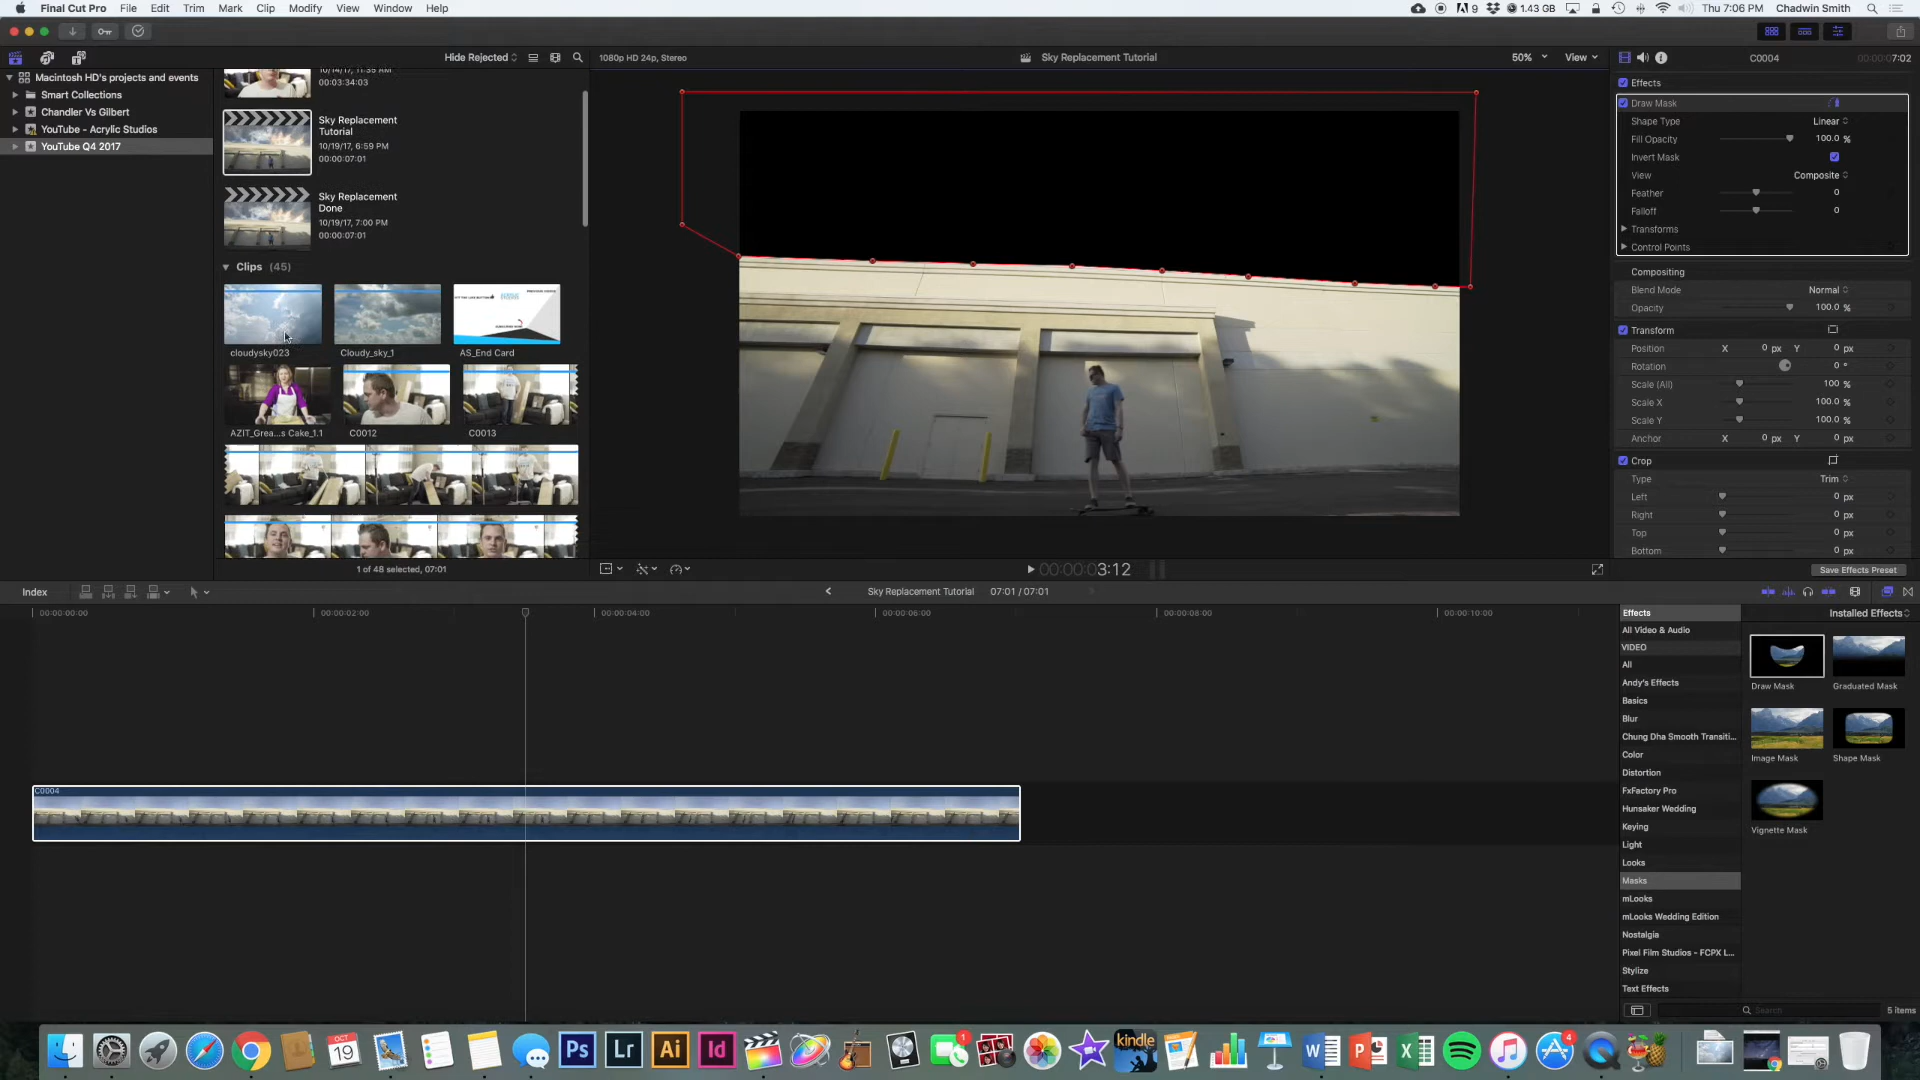 Final Cut Pro File Edit Trim Mark Clip Modify View Window Help
9 1.43 GB Thu 7:06 PM Chadwin Smith
Hide Rejected
1080p HD 24p, Stereo
Sky Replacement Tutorial
50%
View
C0004
7:02
Macintosh HD's projects and events
Smart Collections
Chandler Vs Gilbert
YouTube - Acrylic Studios
YouTube Q4 2017
00:03:34:03
Sky Replacement
Tutorial
10/19/17, 6:59 PM
00:00:07:01
Sky Replacement
Done
10/19/17, 7:00 PM
00:00:07:01
Clips (45)
cloudysky023
Cloudy_sky_1
AS_End Card
AZIT_Grea...s Cake_1.1
C0012
C0013
1 of 48 selected, 07:01
00:00:03:12
Effects
Draw Mask
Shape Type Linear
Fill Opacity 100.0 %
Invert Mask
View Composite
Feather 0
Falloff 0
Transforms
Control Points
Compositing
Blend Mode Normal
Opacity 100.0 %
Transform
Position X 0 px Y 0 px
Rotation 0 °
Scale (All) 100 %
Scale X 100.0 %
Scale Y 100.0 %
Anchor X 0 px Y 0 px
Crop
Type Trim
Left 0 px
Right 0 px
Top 0 px
Bottom 0 px
Save Effects Preset
Index
Sky Replacement Tutorial 07:01 / 07:01
00:00:00:00 00:00:02:00 00:00:04:00 00:00:06:00 00:00:08:00 00:00:10:00
C0004
Effects
Installed Effects
All Video & Audio
VIDEO
All
Andy's Effects
Basics
Blur
Chung Dha Smooth Transiti...
Color
Distortion
FxFactory Pro
Hunsaker Wedding
Keying
Light
Looks
Masks
mLooks
mLooks Wedding Edition
Nostalgia
Pixel Film Studios - FCPX L...
Stylize
Text Effects
Draw Mask
Graduated Mask
Image Mask
Shape Mask
Vignette Mask
Search
5 items
OCT
19
Ps
Lr
Ai
Id
1
kindle
4